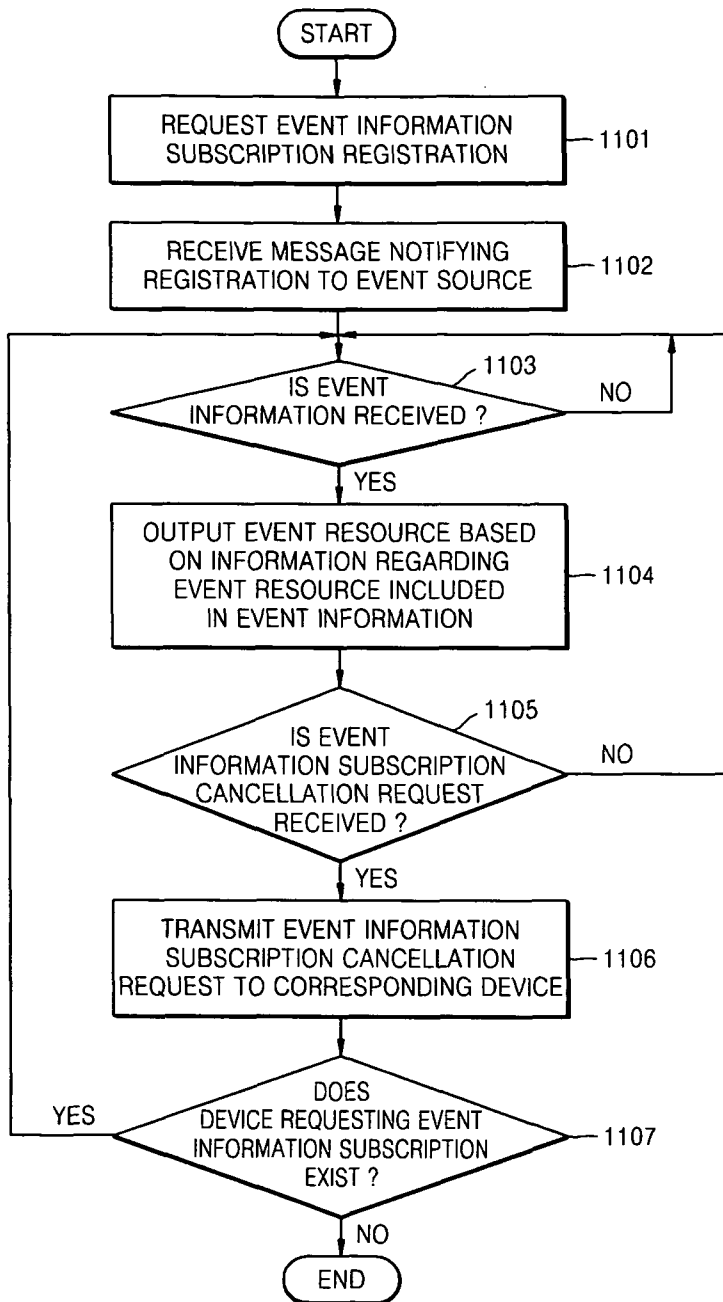 START
REQUEST EVENT INFORMATION
SUBSCRIPTION REGISTRATION
1101
RECEIVE MESSAGE NOTIFYING
REGISTRATION TO EVENT SOURCE
1102
1103
IS EVENT
INFORMATION RECEIVED ?
NO
YES
OUTPUT EVENT RESOURCE BASED
ON INFORMATION REGARDING
EVENT RESOURCE INCLUDED
IN EVENT INFORMATION
1104
1105
IS EVENT
INFORMATION SUBSCRIPTION
CANCELLATION REQUEST
RECEIVED ?
NO
YES
TRANSMIT EVENT INFORMATION
SUBSCRIPTION CANCELLATION
REQUEST TO CORRESPONDING DEVICE
1106
YES
DOES
DEVICE REQUESTING EVENT
INFORMATION SUBSCRIPTION
EXIST ?
1107
NO
END